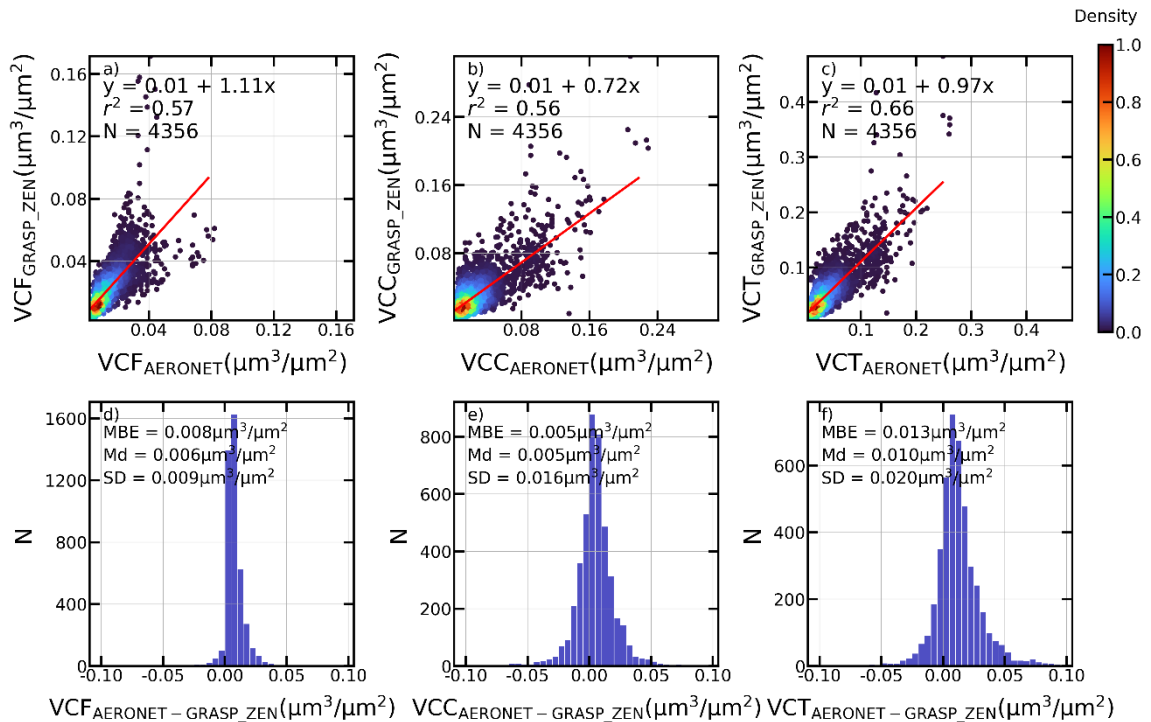 Density
a)
y = 0.01 + 1.11x
r² = 0.57
N = 4356
0.16
0.12
0.08
0.04
VCF_GRASP_ZEN(μm³/μm²)
0.04 0.08 0.12 0.16
VCF_AERONET(μm³/μm²)
b)
y = 0.01 + 0.72x
r² = 0.56
N = 4356
0.24
0.16
0.08
VCC_GRASP_ZEN(μm³/μm²)
0.08 0.16 0.24
VCC_AERONET(μm³/μm²)
c)
y = 0.01 + 0.97x
r² = 0.66
N = 4356
0.4
0.3
0.2
0.1
VCT_GRASP_ZEN(μm³/μm²)
0.1 0.2 0.3 0.4
VCT_AERONET(μm³/μm²)
1.0
0.8
0.6
0.4
0.2
0.0
d)
MBE = 0.008μm³/μm²
Md = 0.006μm³/μm²
SD = 0.009μm³/μm²
1600
1200
800
400
0
N
-0.10 -0.05 0.00 0.05 0.10
VCF_AERONET−GRASP_ZEN(μm³/μm²)
e)
MBE = 0.005μm³/μm²
Md = 0.005μm³/μm²
SD = 0.016μm³/μm²
800
600
400
200
0
N
-0.10 -0.05 0.00 0.05 0.10
VCC_AERONET−GRASP_ZEN(μm³/μm²)
f)
MBE = 0.013μm³/μm²
Md = 0.010μm³/μm²
SD = 0.020μm³/μm²
600
400
200
0
N
-0.10 -0.05 0.00 0.05 0.10
VCT_AERONET−GRASP_ZEN(μm³/μm²)